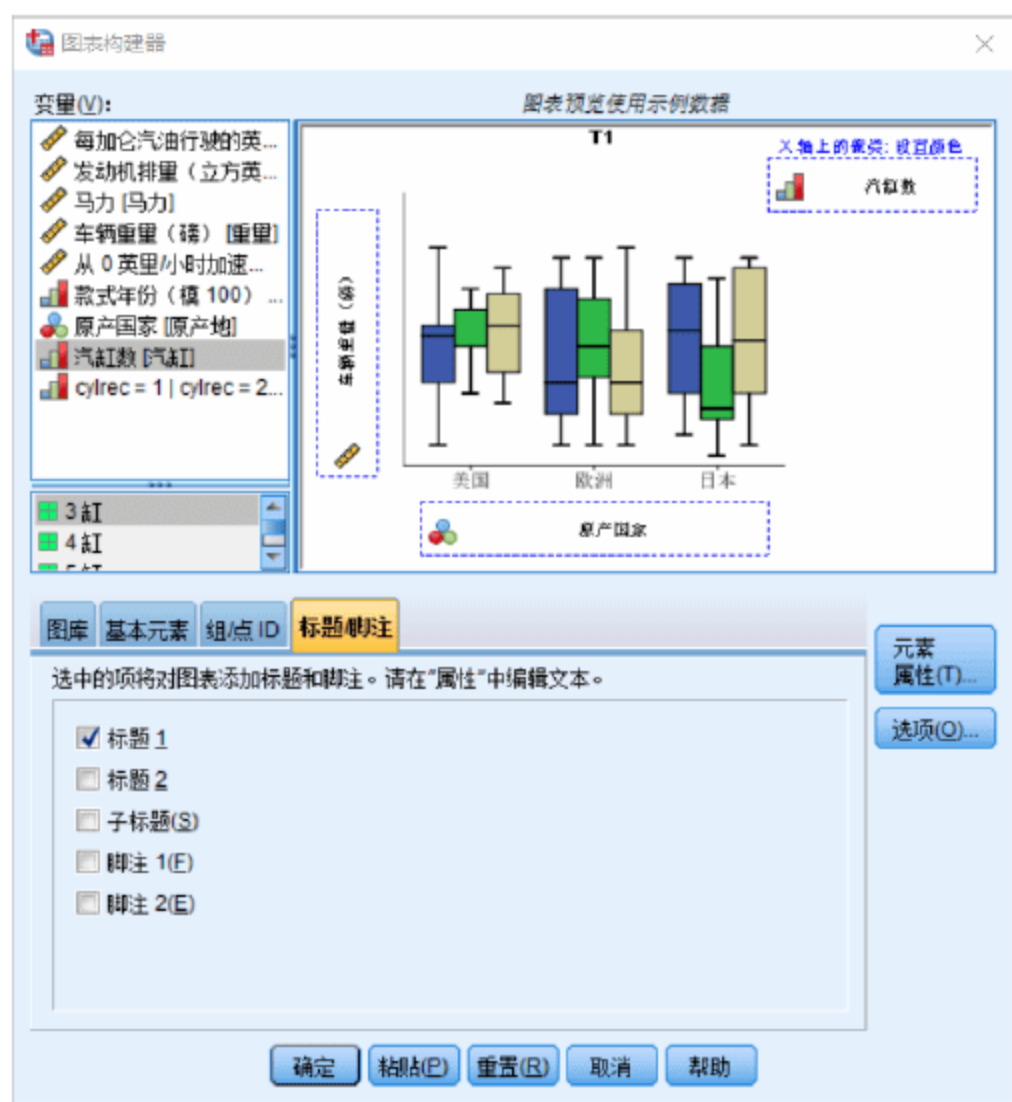 图表构建器
变量(V):
图表预览使用示例数据
每加仑汽油行驶的英...
发动机排量（立方英...
马力 [马力]
车辆重量（磅） [重量]
从 0 英里/小时加速...
款式年份（模 100） ...
原产国家 [原产地]
汽缸数 [汽缸]
cylrec = 1 | cylrec = 2...
3 缸
4 缸
T1
X 轴上的聚类: 设置颜色
汽缸数
车辆重量（磅）
美国
欧洲
日本
原产国家
图库
基本元素
组/点 ID
标题/脚注
选中的项将对图表添加标题和脚注。请在"属性"中编辑文本。
标题 1
标题 2
子标题(S)
脚注 1(F)
脚注 2(E)
元素
属性(T)...
选项(O)...
确定
粘贴(P)
重置(R)
取消
帮助